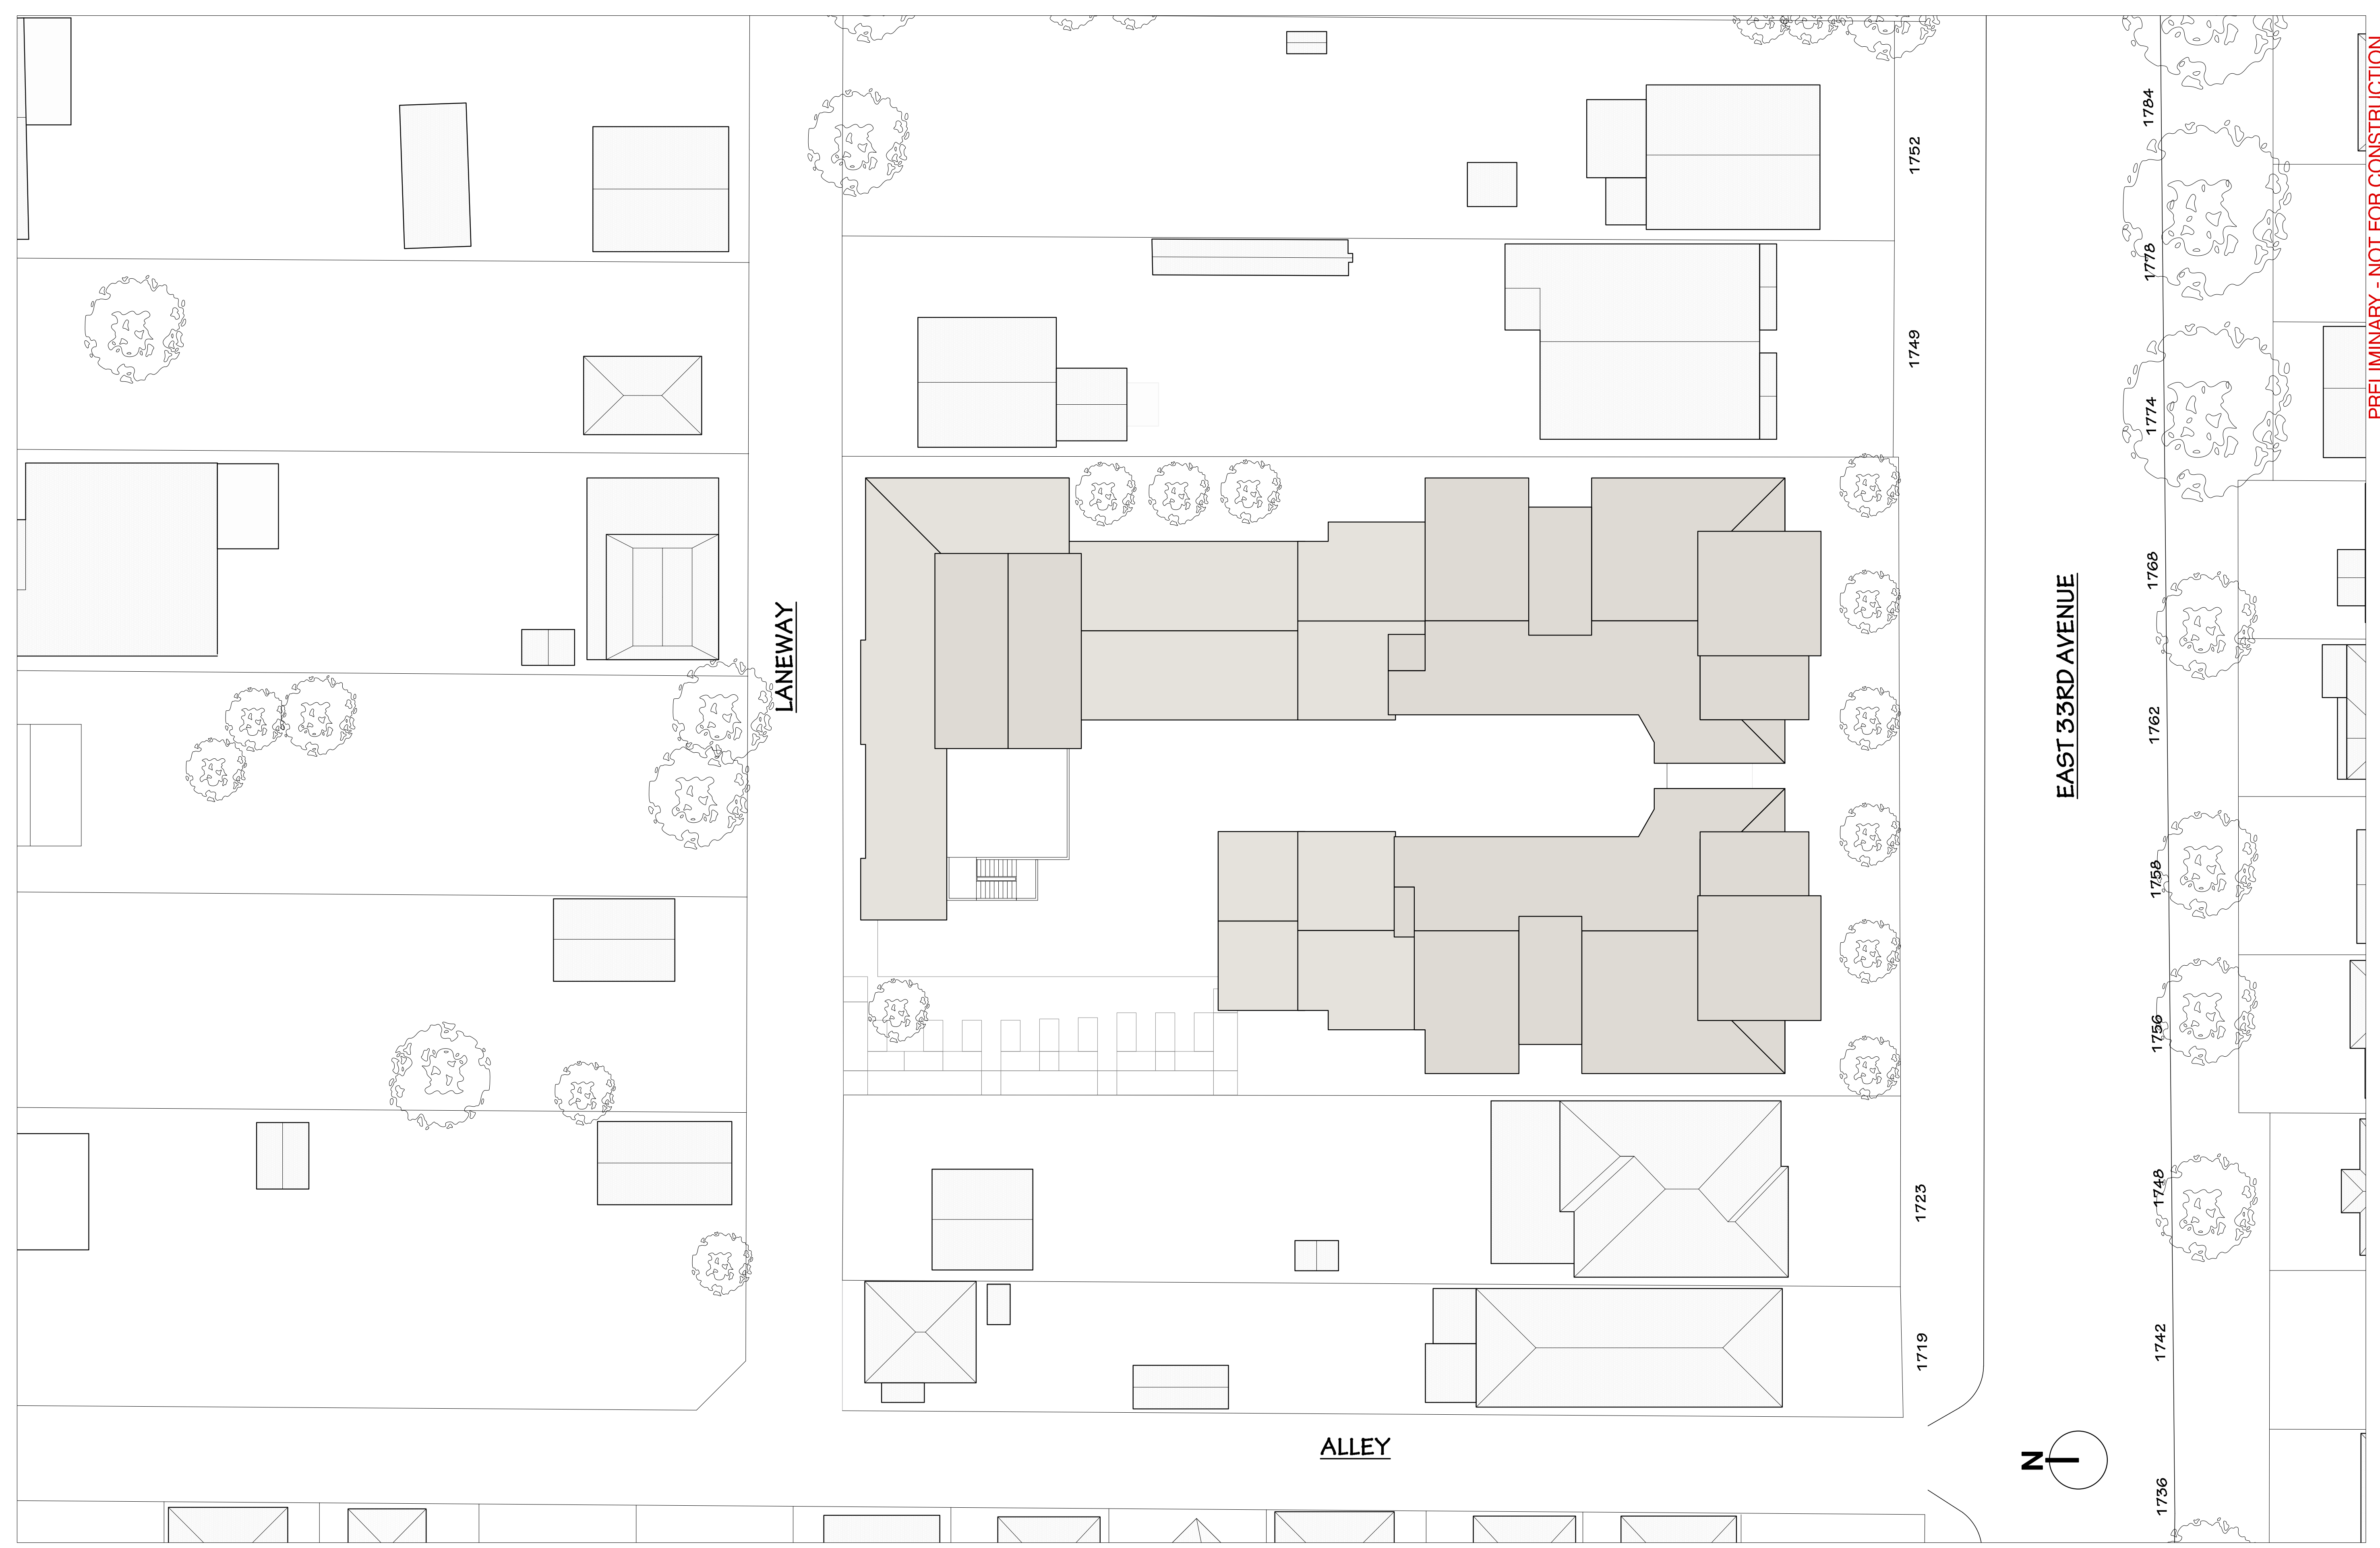 PRELIMINARY - NOT FOR CONSTRUCTION
1784
1752
1778
1749
1774
1768
LANEWAY
EAST 33RD AVENUE
1762
1758
1756
1748
1723
1742
1719
ALLEY
N
1736